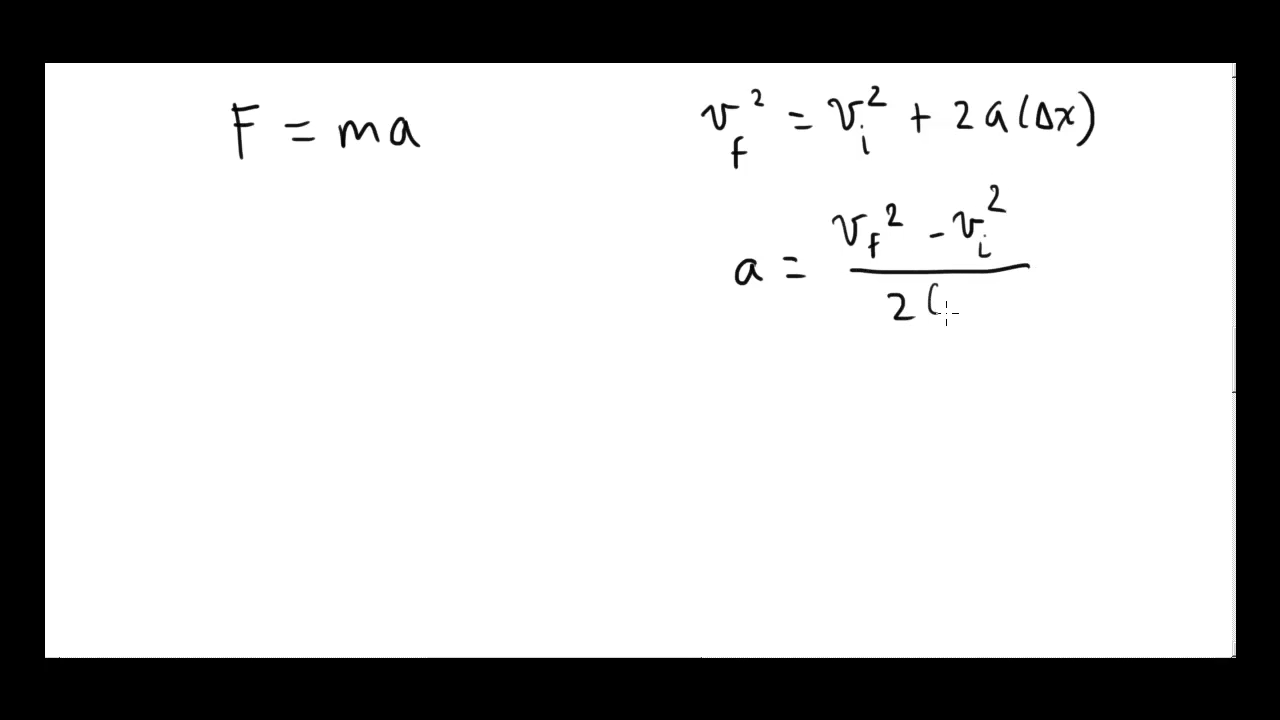 F = ma
v_f² = v_i² + 2a(Δx)
a = (v_f² - v_i²) / 2(